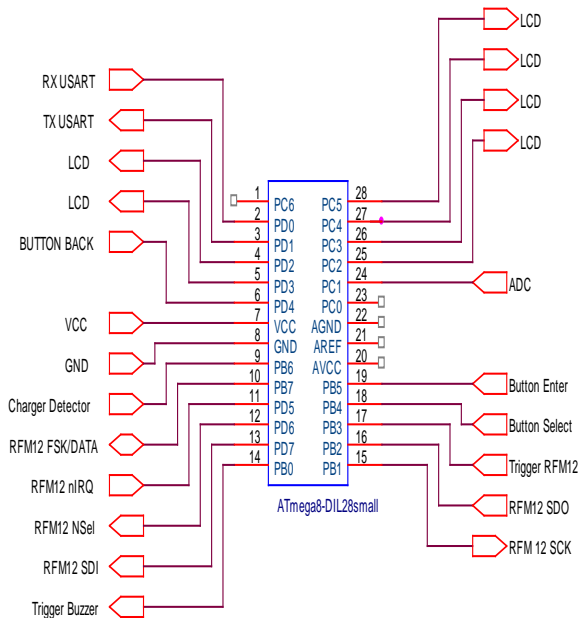 LCD
LCD
LCD
LCD
RX USART
TX USART
LCD
LCD
BUTTON BACK
VCC
GND
Charger Detector
RFM12 FSK/DATA
RFM12 nIRQ
RFM12 NSel
RFM12 SDI
Trigger Buzzer
1 PC6 PC5 28
2 PD0 PC4 27
3 PD1 PC3 26
4 PD2 PC2 25
5 PD3 PC1 24
6 PD4 PC0 23
7 VCC AGND 22
8 GND AREF 21
9 PB6 AVCC 20
10 PB7 PB5 19
11 PD5 PB4 18
12 PD6 PB3 17
13 PD7 PB2 16
14 PB0 PB1 15
ATmega8-DIL28small
ADC
Button Enter
Button Select
Trigger RFM12
RFM12 SDO
RFM 12 SCK